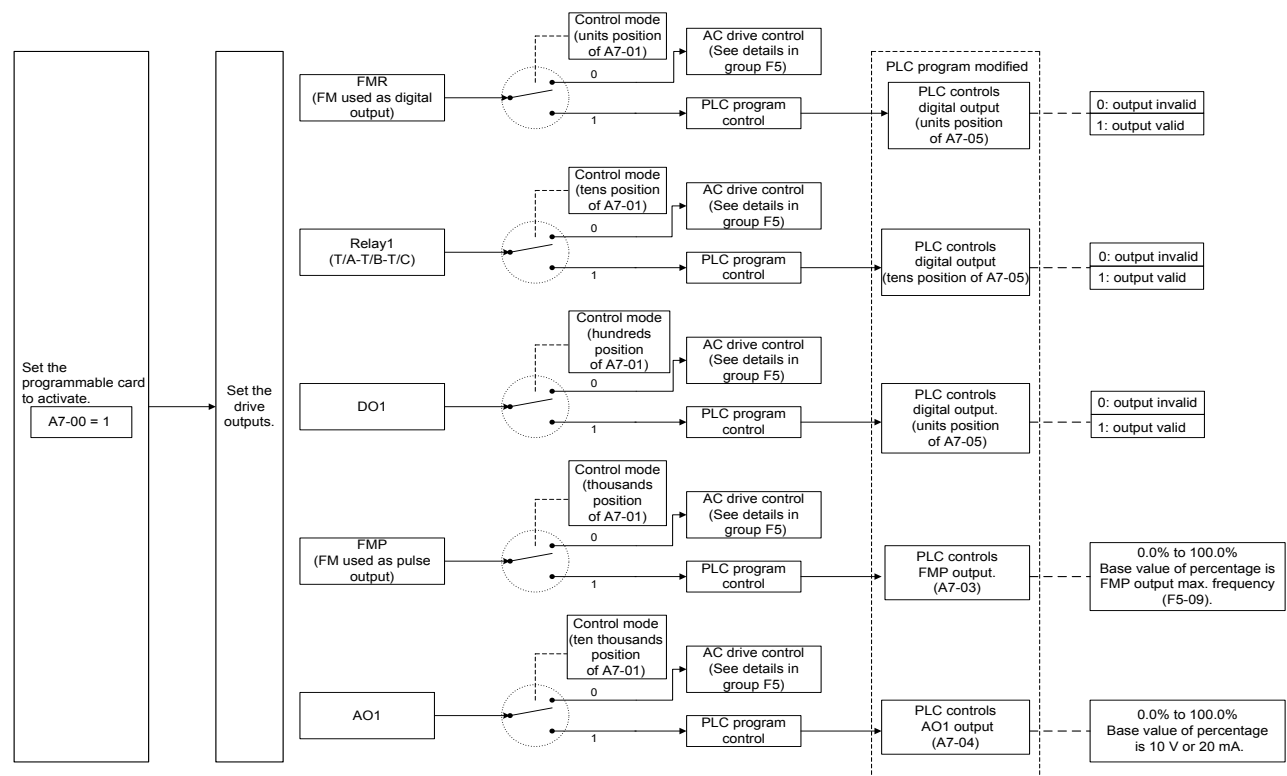 Set the
programmable card
to activate.
A7-00 = 1
Set the
drive
outputs.
FMR
(FM used as digital
output)
Control mode
(units position
of A7-01)
0
1
AC drive control
(See details in
group F5)
PLC program
control
PLC program modified
PLC controls
digital output
(units position
of A7-05)
0: output invalid
1: output valid
Relay1
(T/A-T/B-T/C)
Control mode
(tens position
of A7-01)
0
1
AC drive control
(See details in
group F5)
PLC program
control
PLC controls
digital output
(tens position of A7-05)
0: output invalid
1: output valid
DO1
Control mode
(hundreds
position
of A7-01)
0
1
AC drive control
(See details in
group F5)
PLC program
control
PLC controls
digital output.
(units position
of A7-05)
0: output invalid
1: output valid
FMP
(FM used as pulse
output)
Control mode
(thousands
position
of A7-01)
0
1
AC drive control
(See details in
group F5)
PLC program
control
PLC controls
FMP output.
(A7-03)
0.0% to 100.0%
Base value of percentage is
FMP output max. frequency
(F5-09).
AO1
Control mode
(ten thousands
position
of A7-01)
0
1
AC drive control
(See details in
group F5)
PLC program
control
PLC controls
AO1 output
(A7-04)
0.0% to 100.0%
Base value of percentage
is 10 V or 20 mA.